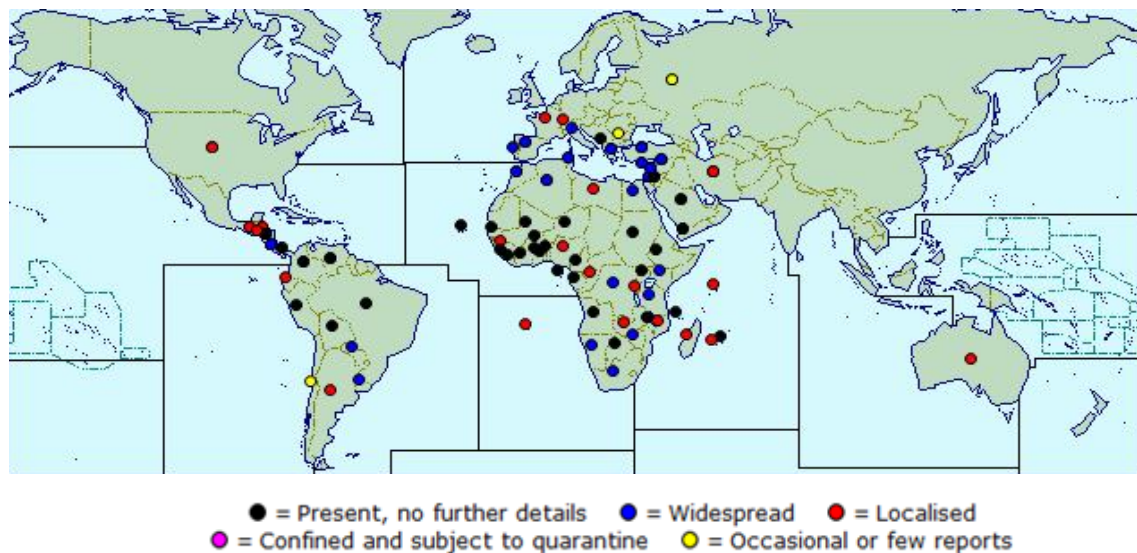 = Present, no further details = Widespread = Localised
= Confined and subject to quarantine = Occasional or few reports